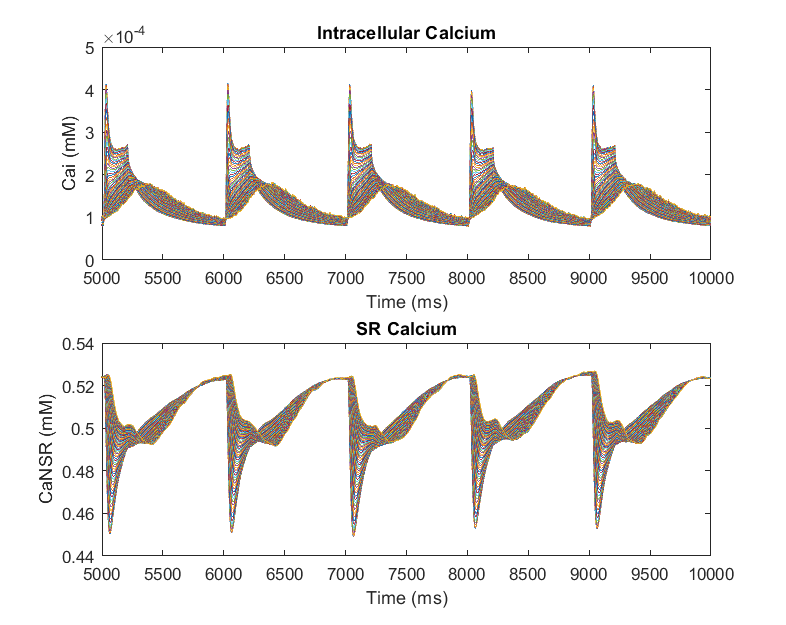 Intracellular Calcium
×10⁻⁴
5
4
3
2
1
0
Cai (mM)
5000 5500 6000 6500 7000 7500 8000 8500 9000 9500 10000
Time (ms)
SR Calcium
0.54
0.52
0.5
0.48
0.46
0.44
CaNSR (mM)
5000 5500 6000 6500 7000 7500 8000 8500 9000 9500 10000
Time (ms)